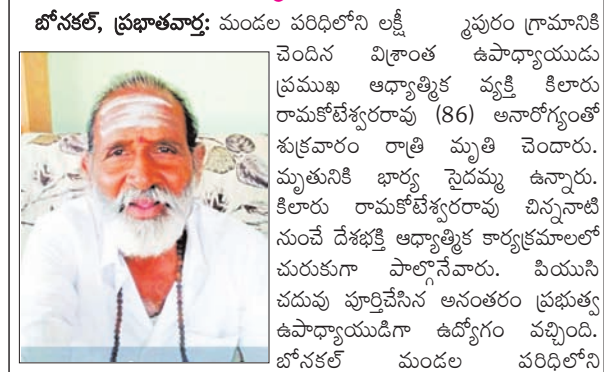 బోనకల్, ప్రభాతవార్త: మండల పరిధిలోని లక్ష్మీపురం గ్రామానికి
చెందిన విశ్రాంత ఉపాధ్యాయుడు
ప్రముఖ ఆధ్యాత్మిక వ్యక్తి కిలారు
రామకోటేశ్వరరావు (86) అనారోగ్యంతో
శుక్రవారం రాత్రి మృతి చెందారు.
మృతునికి భార్య సైదమ్మ ఉన్నారు.
కిలారు రామకోటేశ్వరరావు చిన్ననాటి
నుంచే దేశభక్తి ఆధ్యాత్మిక కార్యక్రమాలలో
చురుకుగా పాల్గొనేవారు. పియుసి
చదువు పూర్తిచేసిన అనంతరం ప్రభుత్వ
ఉపాధ్యాయుడిగా ఉద్యోగం వచ్చింది.
బోనకల్ మండల పరిధిలోని